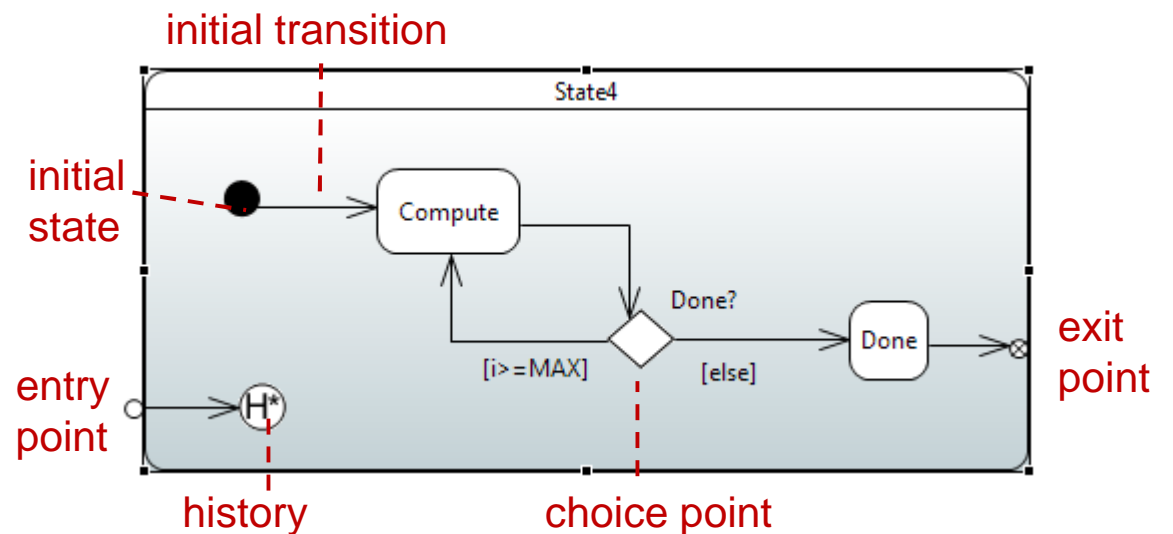 initial transition
State4
initial
state
Compute
Done?
Done
exit
point
[i>=MAX]
[else]
entry
point
H*
history
choice point